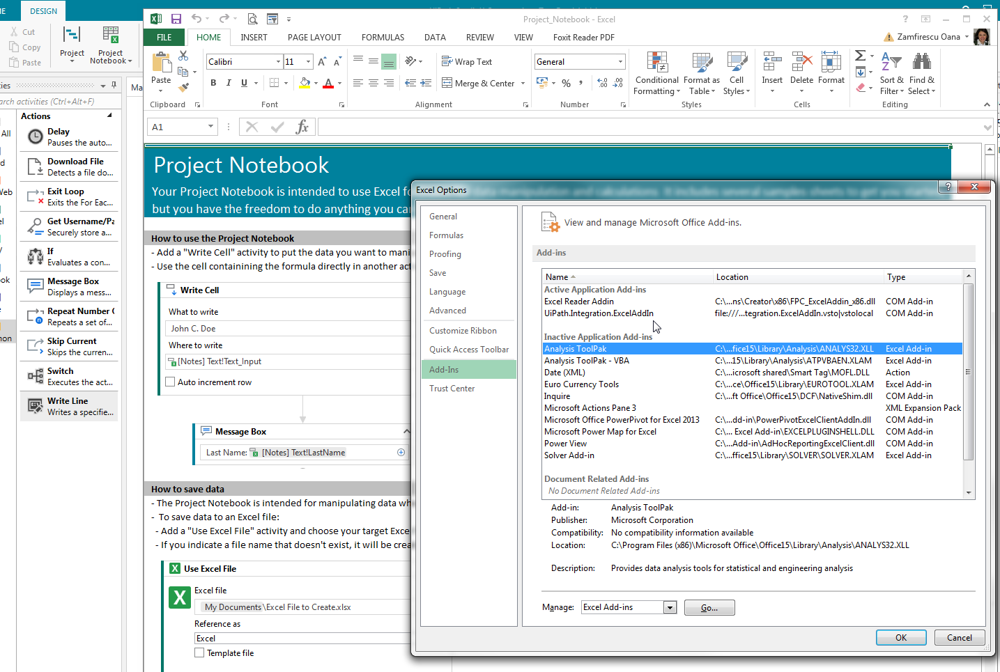 DESIGN
Cut
Copy
Paste
Project
Project
Notebook
Project_Notebook - Excel
FILE
HOME
INSERT
PAGE LAYOUT
FORMULAS
DATA
REVIEW
VIEW
Foxit Reader PDF
Zamfirescu Oana
Paste
Clipboard
Calibri
11
B I U
Font
Wrap Text
Merge & Center
Alignment
General
%
Number
Conditional
Formatting
Format as
Table
Cell
Styles
Styles
Insert
Delete
Format
Cells
Sort &
Filter
Find &
Select
Editing
A1
fx
Ma
arch activities (Ctrl+Alt+F)
Actions
Delay
Pauses the auto...
Download File
Detects a file do...
Exit Loop
Exits the For Eac...
Get Username/Pa
Securely store a...
If
Evaluates a con...
Message Box
Displays a mess...
Repeat Number O
Repeats a set of...
Skip Current
Skips the curren...
Switch
Executes the act...
Write Line
Writes a specifie...
All
Web
Project Notebook
Your Project Notebook is intended to use Excel fo
but you have the freedom to do anything you ca
How to use the Project Notebook
- Add a "Write Cell" activity to put the data you want to mani
- Use the cell containining the formula directly in another act
Write Cell
What to write
John C. Doe
Where to write
[Notes] Text!Text_Input
Auto increment row
Message Box
Last Name: [Notes] Text!LastName
How to save data
- The Project Notebook is intended for manipulating data wh
- To save data to an Excel file:
- Add a "Use Excel File" activity and choose your target Exce
- If you indicate a file name that doesn't exist, it will be crea
Use Excel File
Excel file
My Documents\Excel File to Create.xlsx
Reference as
Excel
Template file
Excel Options
General
Formulas
Proofing
Save
Language
Advanced
Customize Ribbon
Quick Access Toolbar
Add-Ins
Trust Center
View and manage Microsoft Office Add-ins.
Add-ins
Name Location Type
Active Application Add-ins
Excel Reader Addin C:\...ns\Creator\x86\FPC_ExcelAddin_x86.dll COM Add-in
UiPath.Integration.ExcelAddIn file:///...tegration.ExcelAddIn.vsto|vstolocal COM Add-in
Inactive Application Add-ins
Analysis ToolPak C:\...fice15\Library\Analysis\ANALYS32.XLL Excel Add-in
Analysis ToolPak - VBA C:\...15\Library\Analysis\ATPVBAEN.XLAM Excel Add-in
Date (XML) C:\...icrosoft shared\Smart Tag\MOFL.DLL Action
Euro Currency Tools C:\...ce\Office15\Library\EUROTOOL.XLAM Excel Add-in
Inquire C:\...ft Office\Office15\DCF\NativeShim.dll COM Add-in
Microsoft Actions Pane 3 XML Expansion Pack
Microsoft Office PowerPivot for Excel 2013 C:\...dd-in\PowerPivotExcelClientAddIn.dll COM Add-in
Microsoft Power Map for Excel C:\... Excel Add-in\EXCELPLUGINSHELL.DLL COM Add-in
Power View C:\...Add-in\AdHocReportingExcelClient.dll COM Add-in
Solver Add-in C:\...ffice15\Library\SOLVER\SOLVER.XLAM Excel Add-in
Document Related Add-ins
No Document Related Add-ins
Add-in: Analysis ToolPak
Publisher: Microsoft Corporation
Compatibility: No compatibility information available
Location: C:\Program Files (x86)\Microsoft Office\Office15\Library\Analysis\ANALYS32.XLL
Description: Provides data analysis tools for statistical and engineering analysis
Manage: Excel Add-ins Go...
OK Cancel